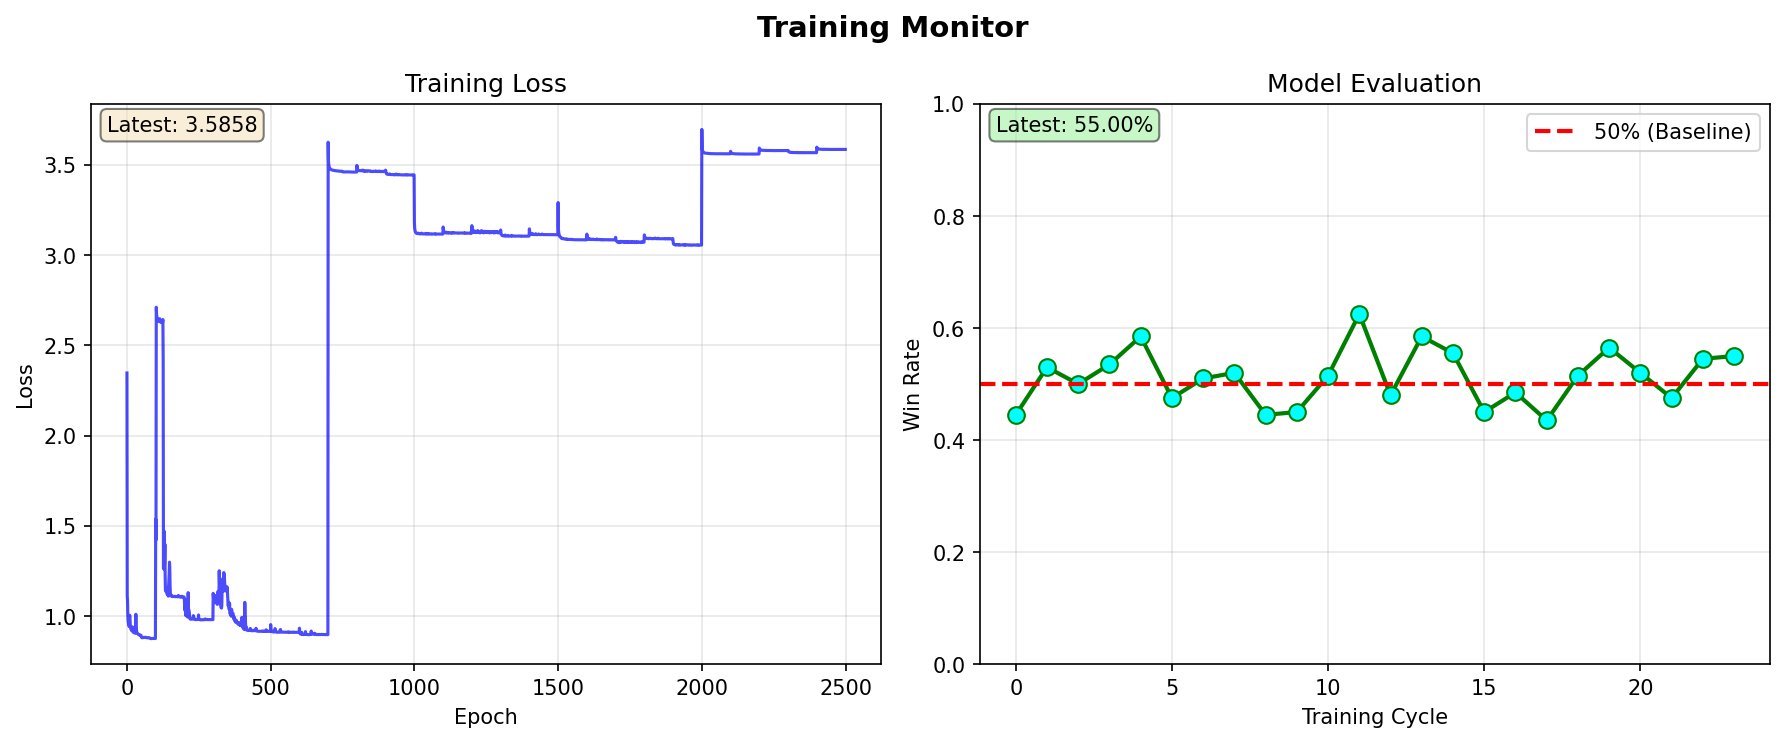 Training Monitor
Training Loss
Latest: 3.5858
3.5
3.0
2.5
2.0
1.5
1.0
Loss
0 500 1000 1500 2000 2500
Epoch
Model Evaluation
Latest: 55.00%
50% (Baseline)
1.0
0.8
0.6
0.4
0.2
0.0
Win Rate
0 5 10 15 20
Training Cycle